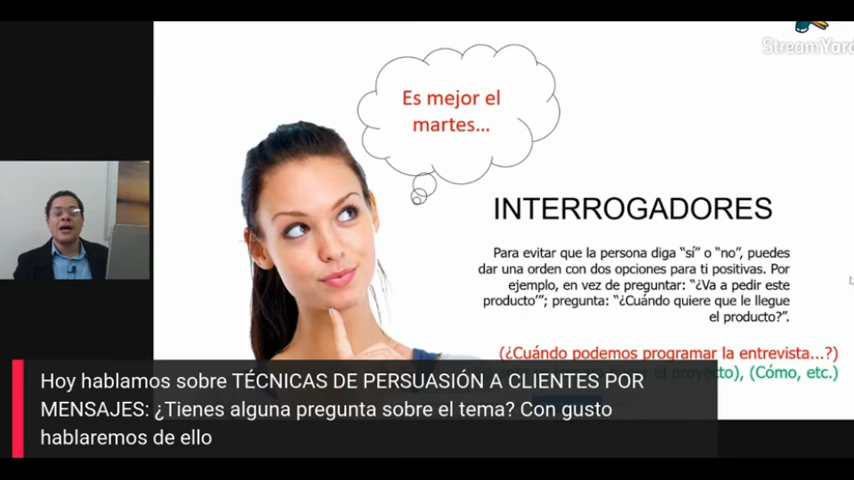 StreamYard
Es mejor el
martes...
INTERROGADORES
Para evitar que la persona diga “sí” o “no”, puedes
dar una orden con dos opciones para ti positivas. Por
ejemplo, en vez de preguntar: “¿Va a pedir este
producto’”; pregunta: “¿Cuándo quiere que le llegue
el producto?”.
(¿Cuándo podemos programar la entrevista...?)
el proyecto), (Cómo, etc.)
Hoy hablamos sobre TÉCNICAS DE PERSUASIÓN A CLIENTES POR
MENSAJES: ¿Tienes alguna pregunta sobre el tema? Con gusto
hablaremos de ello